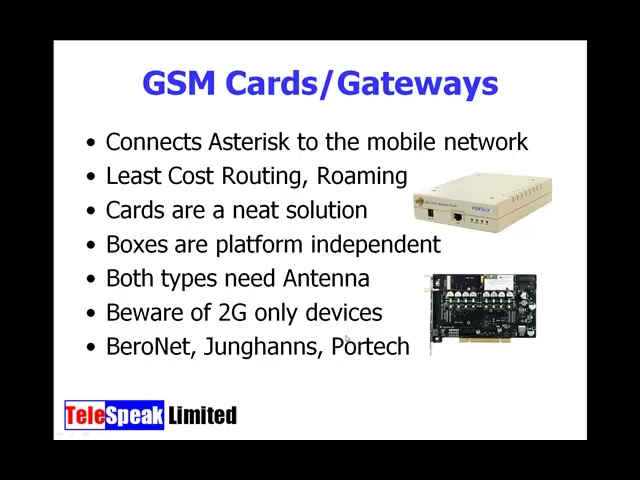 GSM Cards/Gateways
• Connects Asterisk to the mobile network
• Least Cost Routing, Roaming
• Cards are a neat solution
• Boxes are platform independent
• Both types need Antenna
• Beware of 2G only devices
• BeroNet, Junghanns, Portech
PORTech
TeleSpeak Limited